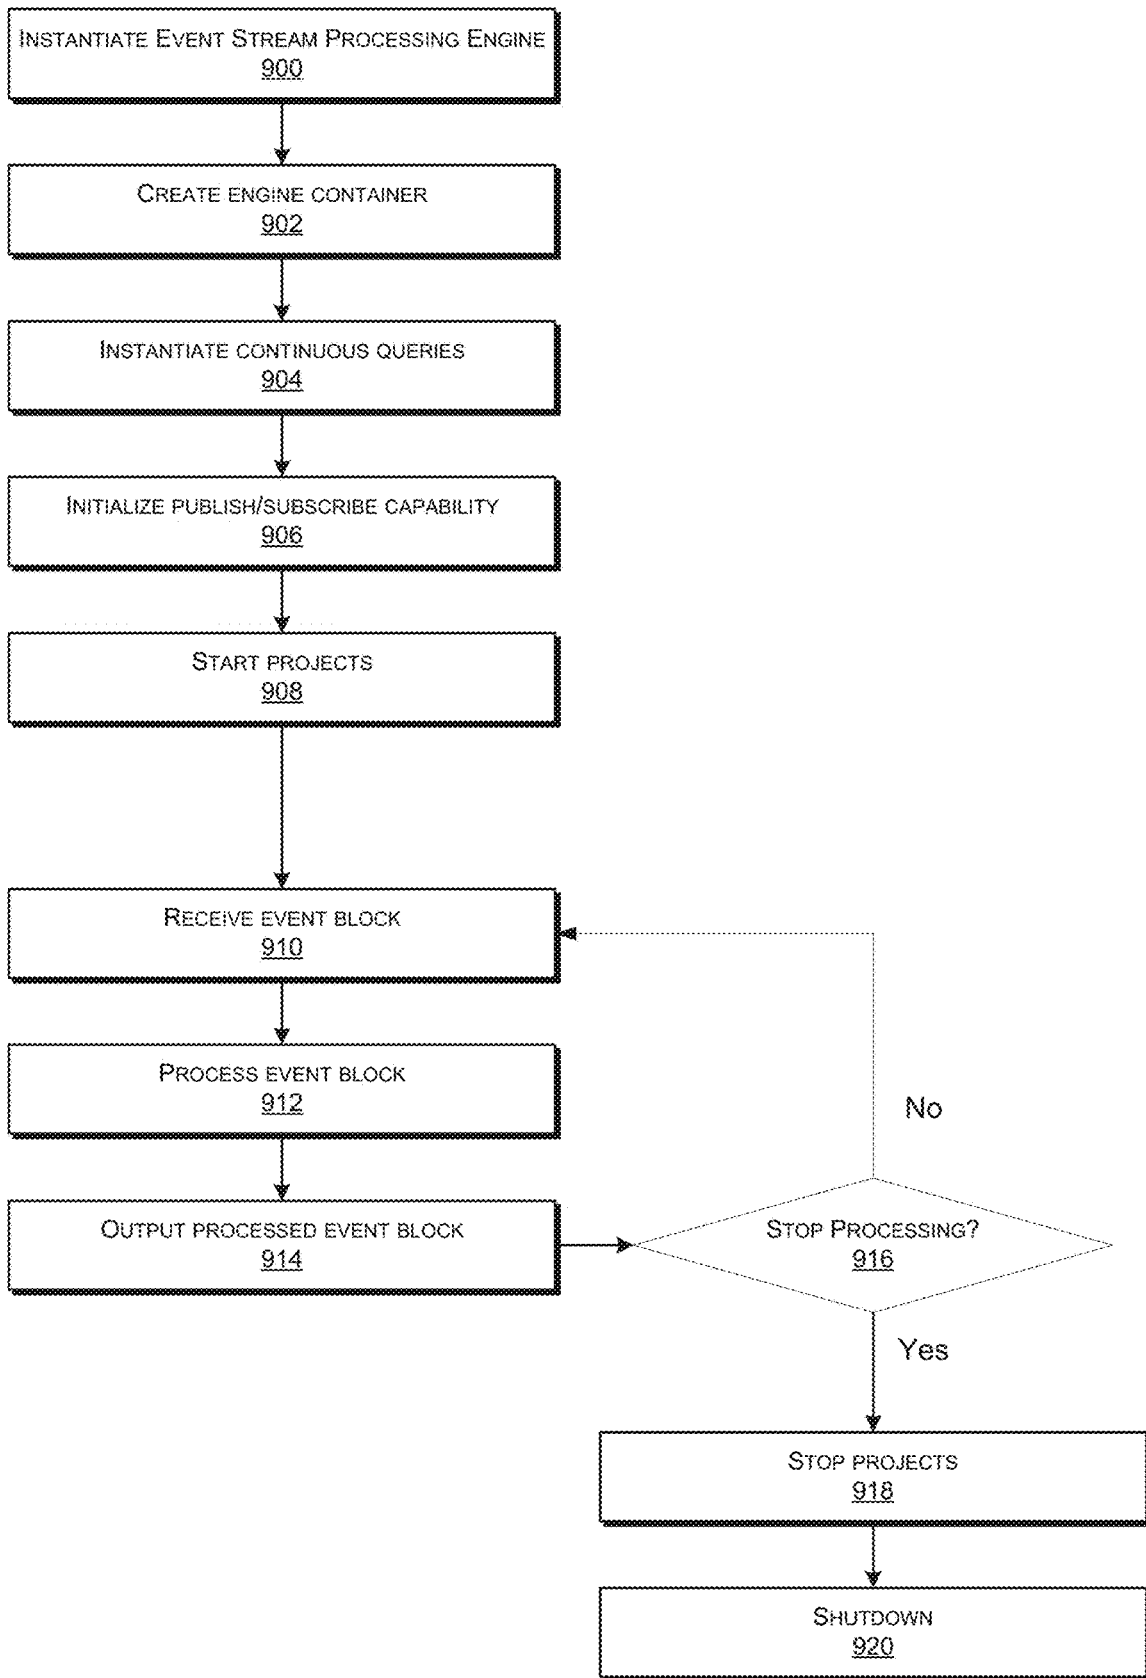 INSTANTIATE EVENT STREAM PROCESSING ENGINE
900
CREATE ENGINE CONTAINER
902
INSTANTIATE CONTINUOUS QUERIES
904
INITIALIZE PUBLISH/SUBSCRIBE CAPABILITY
906
START PROJECTS
908
RECEIVE EVENT BLOCK
910
PROCESS EVENT BLOCK
912
No
OUTPUT PROCESSED EVENT BLOCK
914
STOP PROCESSING?
916
Yes
STOP PROJECTS
918
SHUTDOWN
920